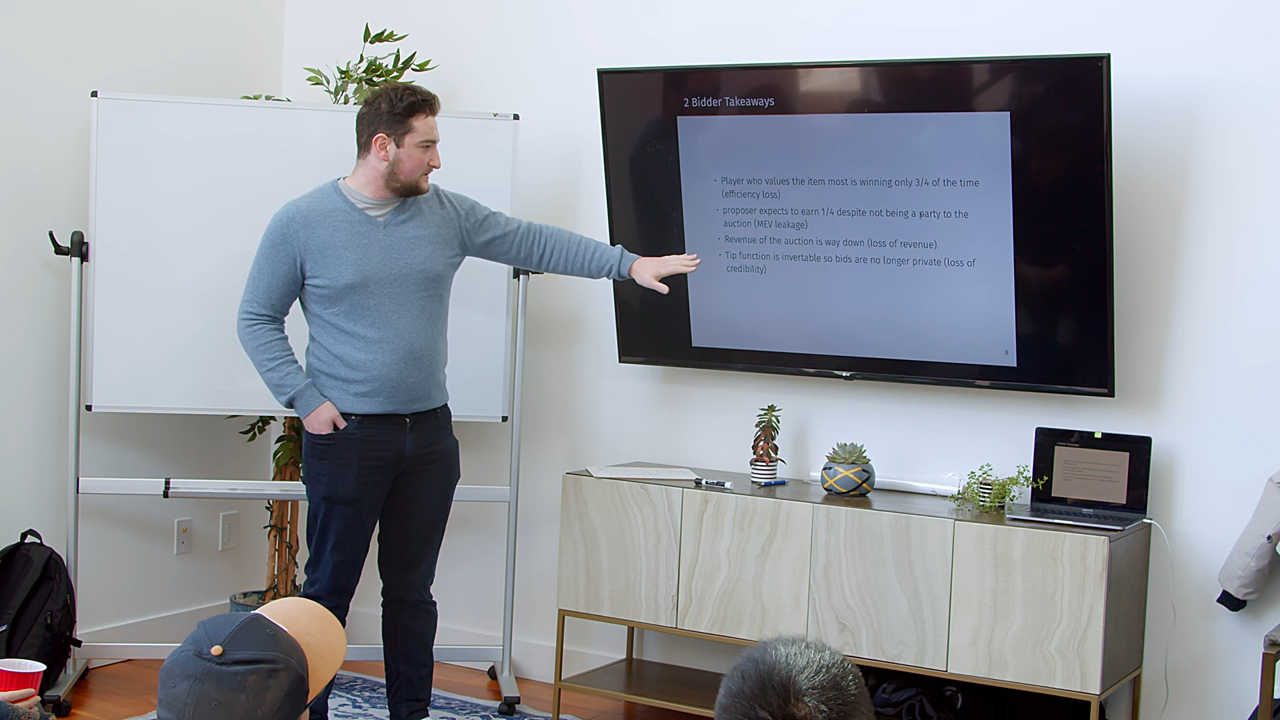 2 Bidder Takeaways
• Player who values the item most is winning only 3/4 of the time
(efficiency loss)
• proposer expects to earn 1/4 despite not being a party to the
auction (MEV leakage)
• Revenue of the auction is way down (loss of revenue).
• Tip function is invertable so bids are no longer private (loss of
credibility)